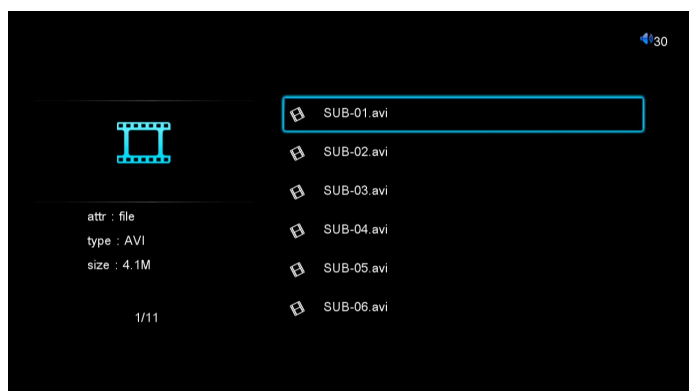 30
SUB-01.avi
SUB-02.avi
SUB-03.avi
SUB-04.avi
SUB-05.avi
SUB-06.avi
attr : file
type : AVI
size : 4.1M
1/11